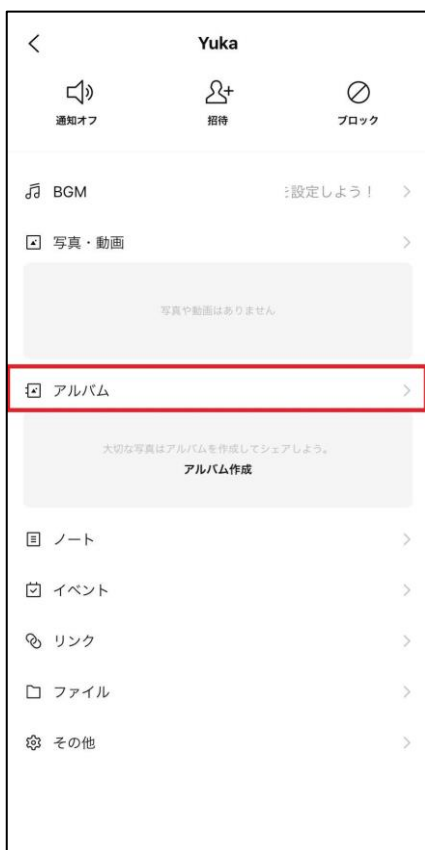 Yuka
通知オフ
招待
ブロック
BGM
を設定しよう！
写真・動画
写真や動画はありません
アルバム
大切な写真はアルバムを作成してシェアしよう。
アルバム作成
ノート
イベント
リンク
ファイル
その他